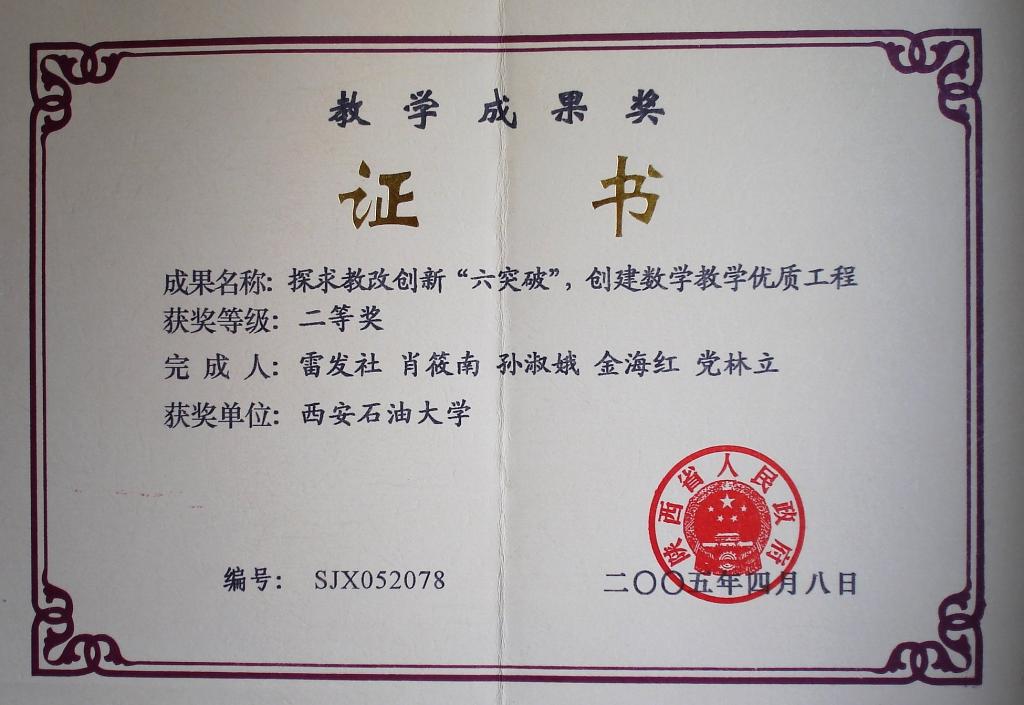 教学成果奖
证书
成果名称: 探求教改创新“六突破”, 创建数学教学优质工程
获奖等级: 二等奖
完成人: 雷发社 肖筱南 孙淑娥 金海红 党林立
获奖单位: 西安石油大学
陕西省人民政府
编号: SJX052078
二〇〇五年四月八日